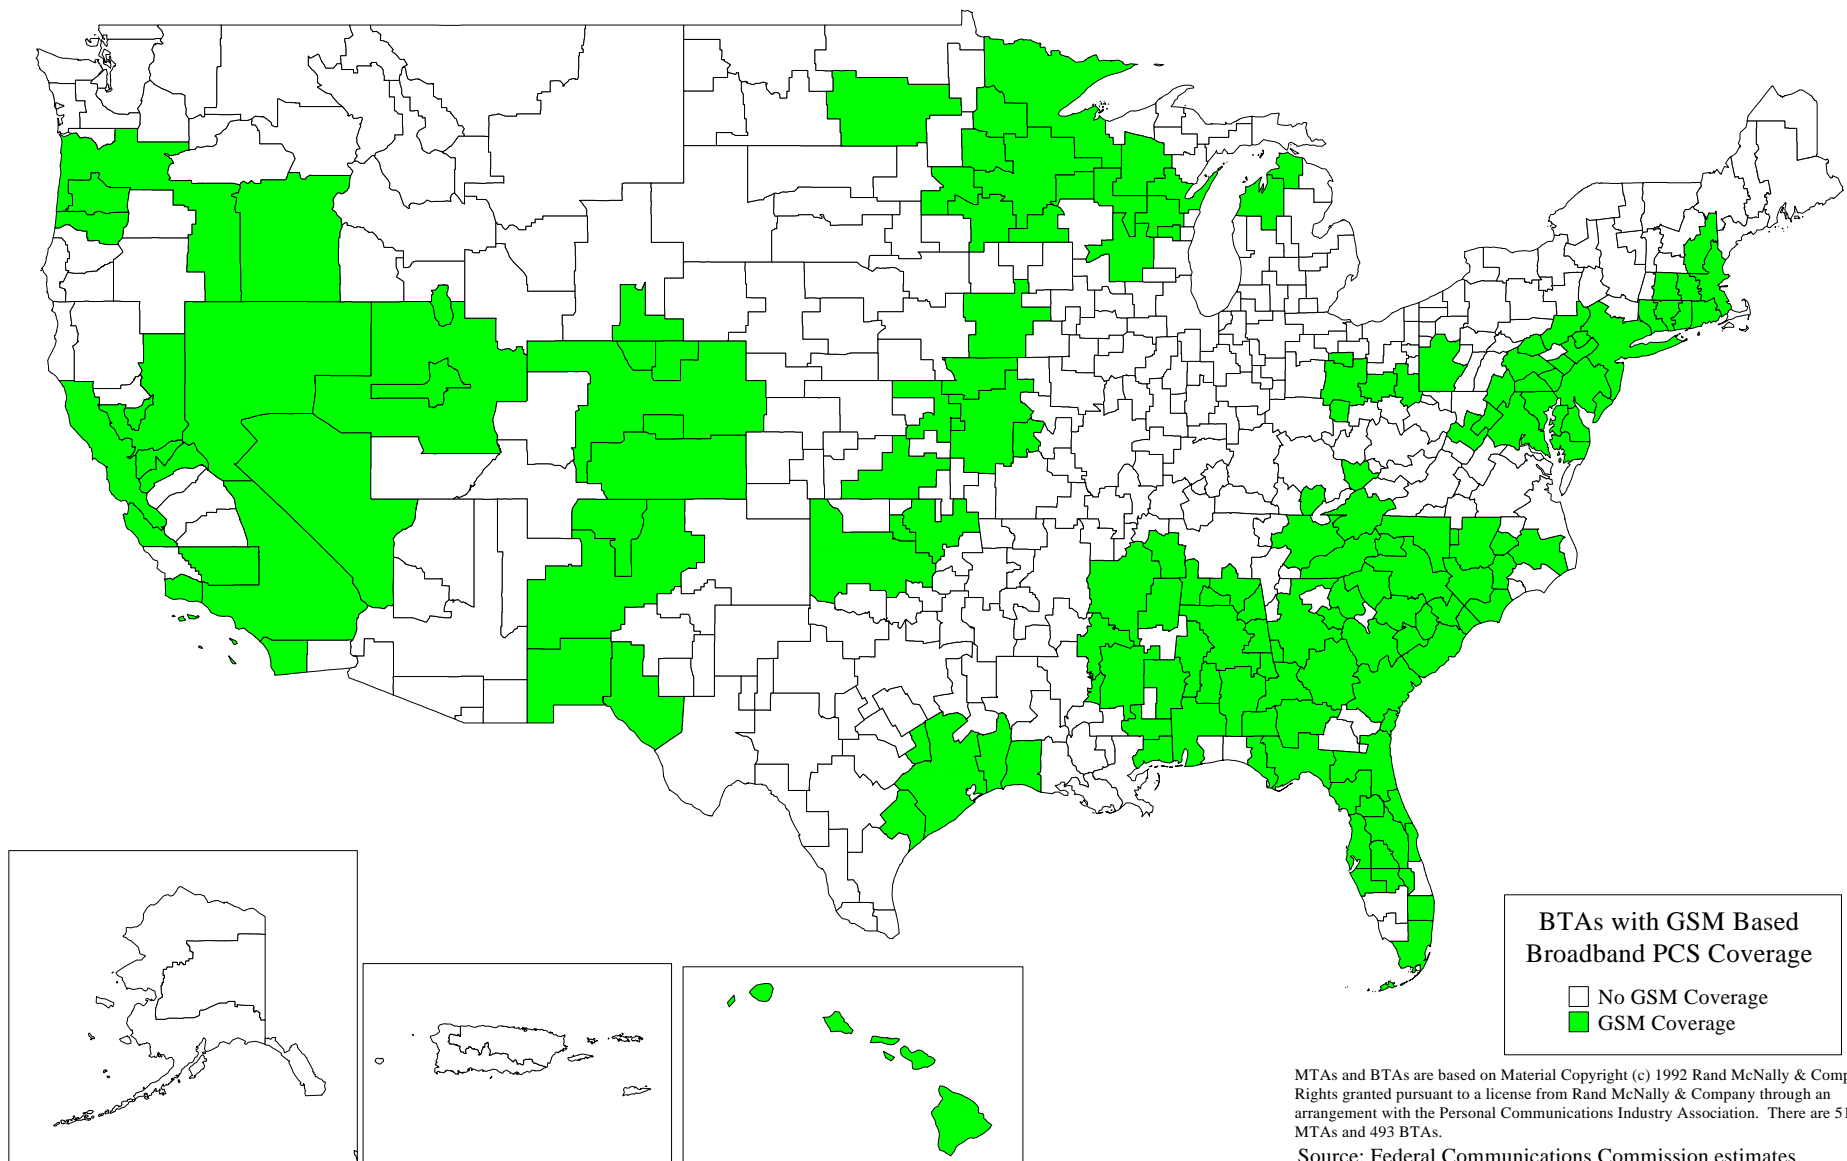 BTAs with GSM Based
Broadband PCS Coverage
No GSM Coverage
GSM Coverage
MTAs and BTAs are based on Material Copyright (c) 1992 Rand McNally &
Rights granted pursuant to a license from Rand McNally & Company through an
arrangement with the Personal Communications Industry Association. There are
MTAs and 493 BTAs.
Source: Federal Communications Commission estimates